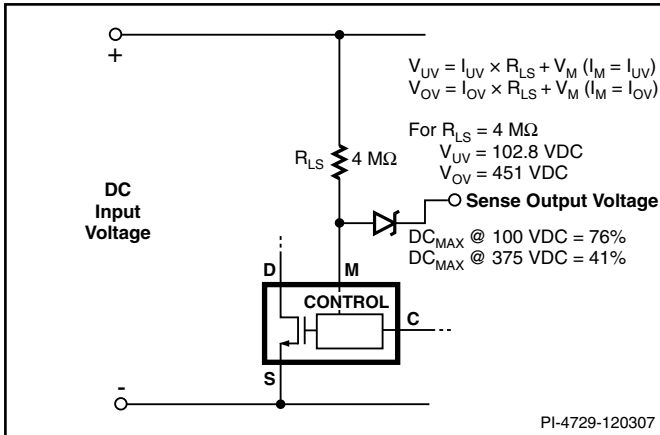 +
V_UV = I_UV × R_LS + V_M (I_M = I_UV)
V_OV = I_OV × R_LS + V_M (I_M = I_OV)
For R_LS = 4 MΩ
V_UV = 102.8 VDC
V_OV = 451 VDC
R_LS 4 MΩ
DC
Input
Voltage
Sense Output Voltage
DC_MAX @ 100 VDC = 76%
DC_MAX @ 375 VDC = 41%
D M
CONTROL
C
S
-
PI-4729-120307